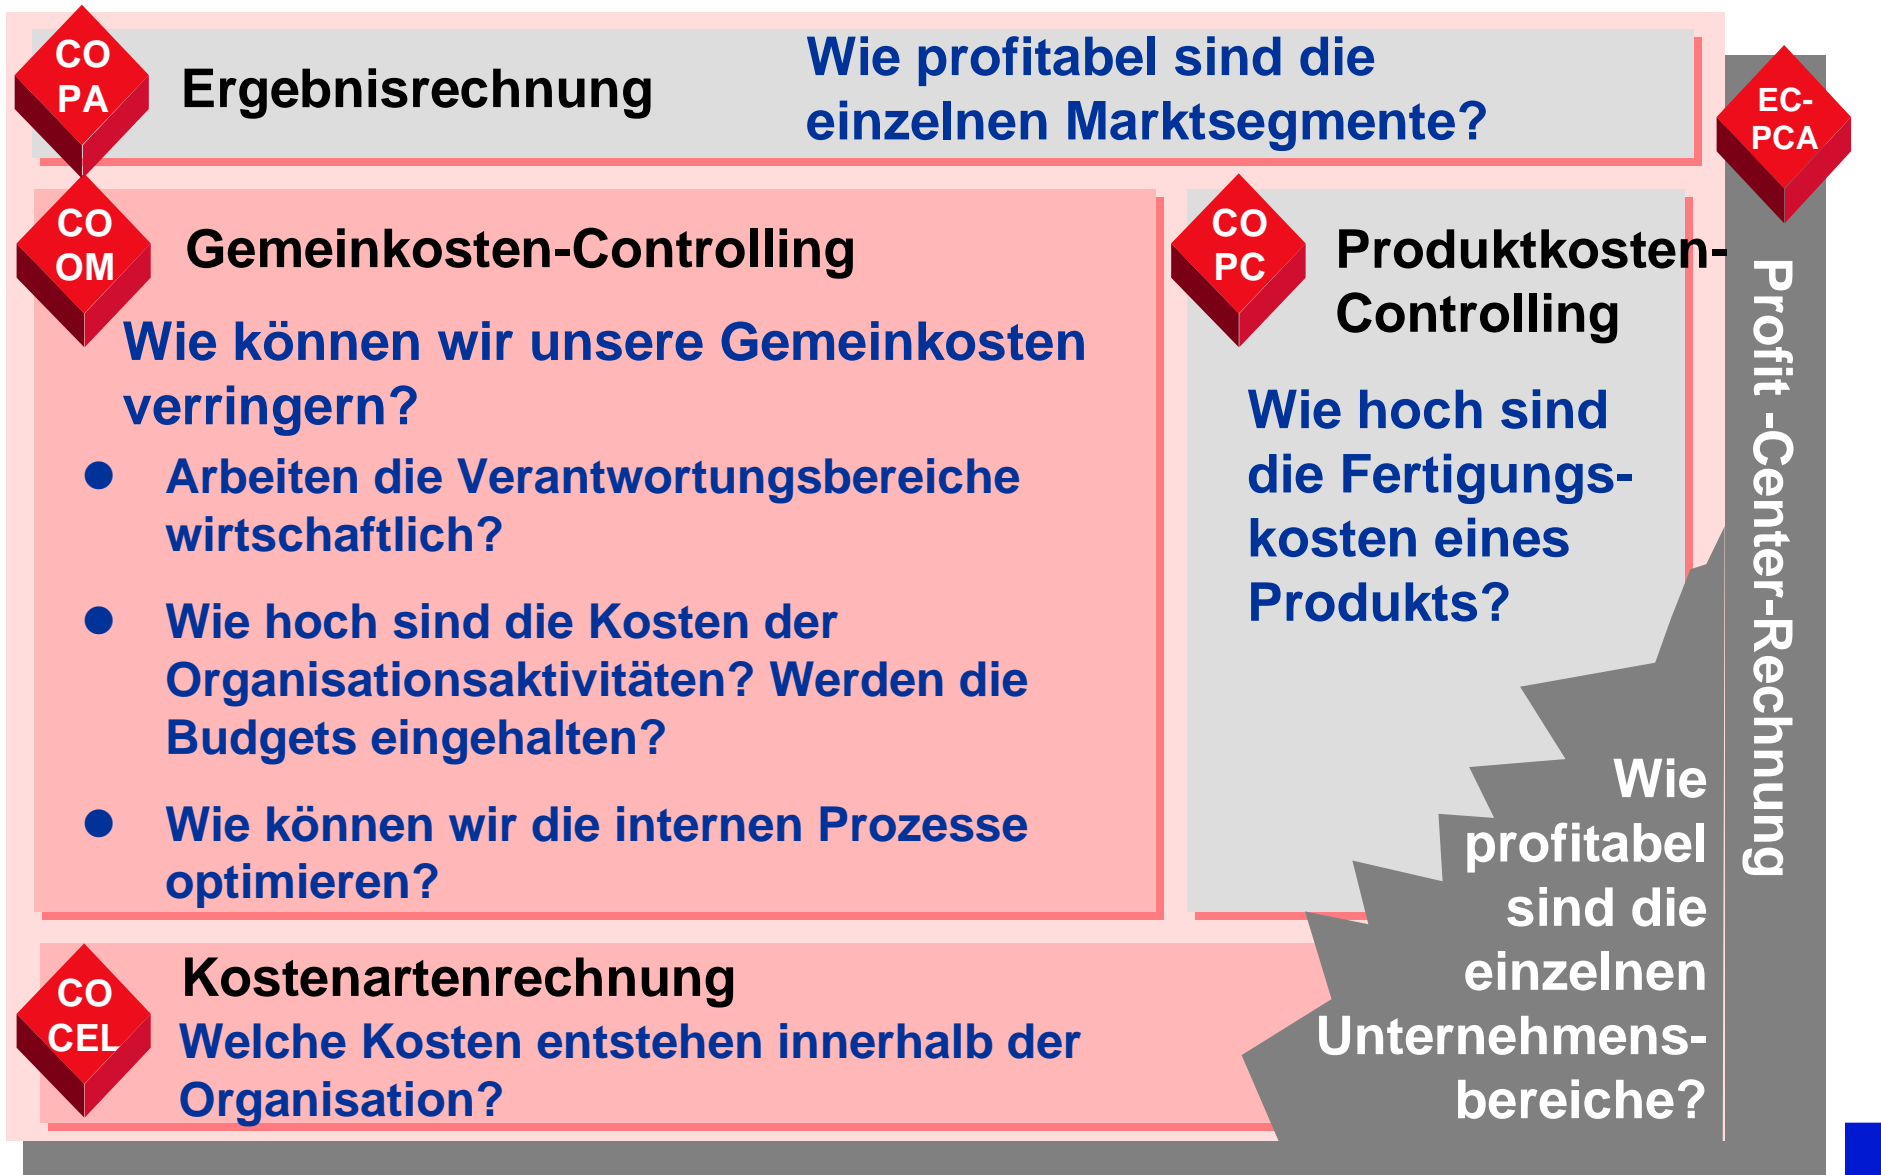 CO
PA
Ergebnisrechnung
Wie profitabel sind die
einzelnen Marktsegmente?
EC-
PCA
CO
OM
Gemeinkosten-Controlling
Wie können wir unsere Gemeinkosten
verringern?
● Arbeiten die Verantwortungsbereiche
wirtschaftlich?
● Wie hoch sind die Kosten der
Organisationsaktivitäten? Werden die
Budgets eingehalten?
● Wie können wir die internen Prozesse
optimieren?
CO
PC
Produktkosten-
Controlling
Wie hoch sind
die Fertigungs-
kosten eines
Produkts?
Profit -Center-Rechnung
Wie
profitabel
sind die
einzelnen
Unternehmens-
bereiche?
CO
CEL
Kostenartenrechnung
Welche Kosten entstehen innerhalb der
Organisation?